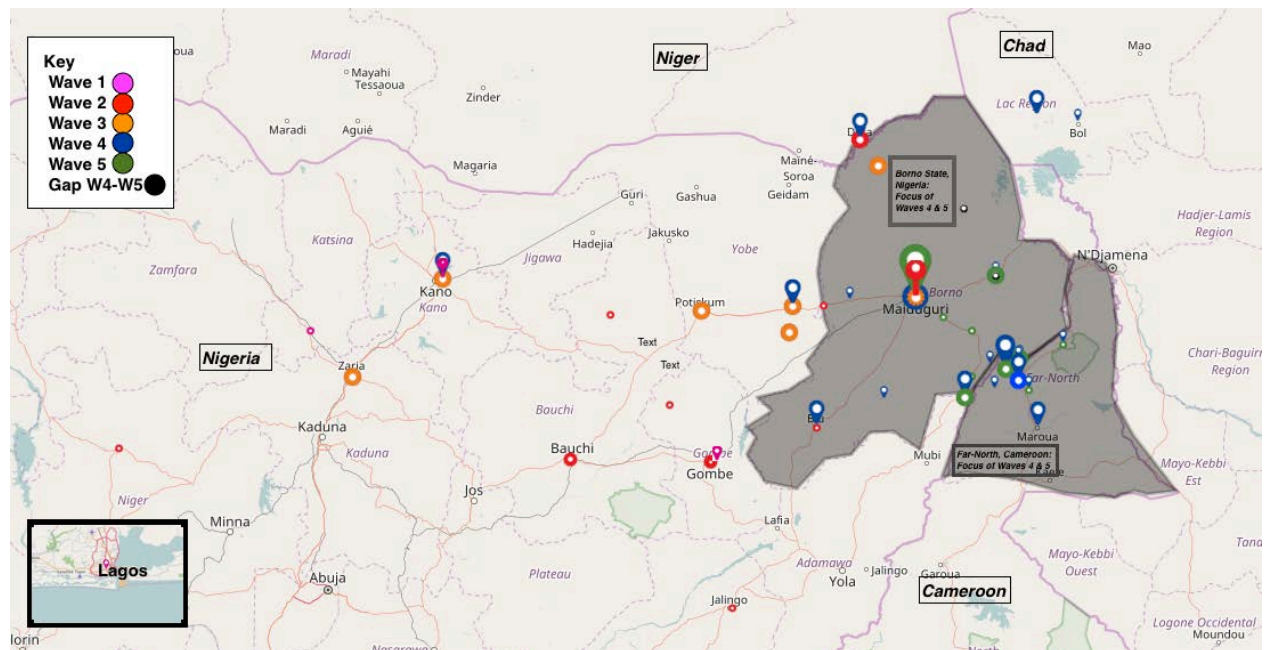 Key
Wave 1
Wave 2
Wave 3
Wave 4
Wave 5
Gap W4-W5
Niger
Chad
Nigeria
Cameroon
Borno State,
Nigeria:
Focus of
Waves 4 & 5
Far-North, Cameroon:
Focus of Waves 4 & 5
Lagos
Maradi
Mayahi
Tessaoua
Zinder
Maradi
Aguié
Magaria
Mao
Lac Region
Bol
Maïné-
Soroa
Geidam
Guri
Gashua
Hadejia
Jakusko
Yobe
Katsina
Jigawa
Zamfara
Kano
Kano
Potiskum
Text
Text
Borno
Maiduguri
N'Djamena
Hadjer-Lamis
Region
Chari-Baguirmi
Region
Zaria
Kaduna
Kaduna
Bauchi
Bauchi
Gombe
Gombe
Far-North
Maroua
Kaele
Mubi
Mayo-Kebbi
Est
Niger
Minna
Jos
Lafia
Abuja
Plateau
Adamawa
Yola
Jalingo
Jalingo
Garoua
Mayo-Kebbi
Ouest
Logone Occidental
Moundou